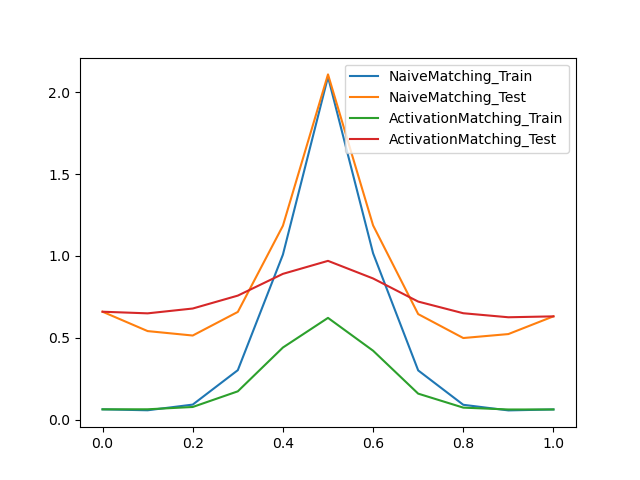 NaiveMatching_Train
NaiveMatching_Test
ActivationMatching_Train
ActivationMatching_Test
2.0
1.5
1.0
0.5
0.0
0.0 0.2 0.4 0.6 0.8 1.0